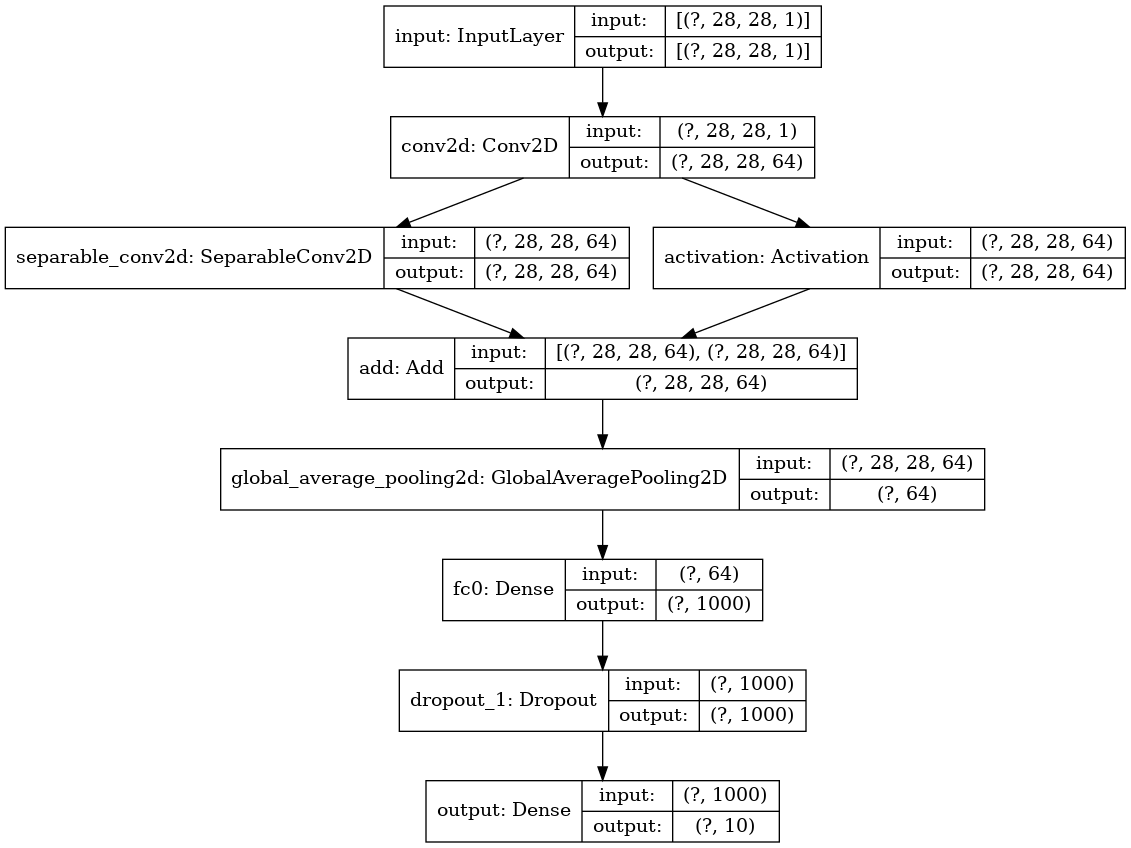 input: InputLayer
input:
[(?, 28, 28, 1)]
output:
[(?, 28, 28, 1)]
conv2d: Conv2D
input:
(?, 28, 28, 1)
output:
(?, 28, 28, 64)
separable_conv2d: SeparableConv2D
input:
(?, 28, 28, 64)
output:
(?, 28, 28, 64)
activation: Activation
input:
(?, 28, 28, 64)
output:
(?, 28, 28, 64)
add: Add
input:
[(?, 28, 28, 64), (?, 28, 28, 64)]
output:
(?, 28, 28, 64)
global_average_pooling2d: GlobalAveragePooling2D
input:
(?, 28, 28, 64)
output:
(?, 64)
fc0: Dense
input:
(?, 64)
output:
(?, 1000)
dropout_1: Dropout
input:
(?, 1000)
output:
(?, 1000)
output: Dense
input:
(?, 1000)
output:
(?, 10)